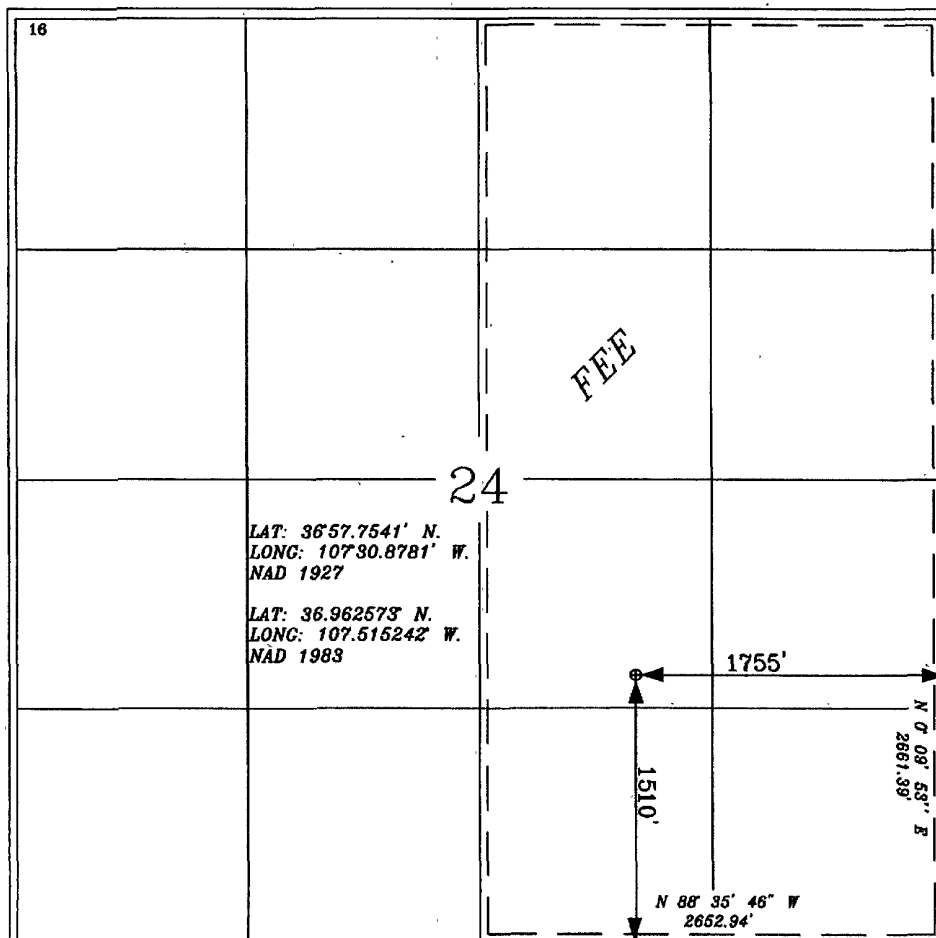 16
FEE
24
LAT: 36°57.7541' N.
LONG: 107°30.8781' W.
NAD 1927
LAT: 36.962573° N.
LONG: 107.515242° W.
NAD 1983
1755'
N 0° 09' 53" E
2661.39'
1510'
N 88° 35' 46" W
2652.94'